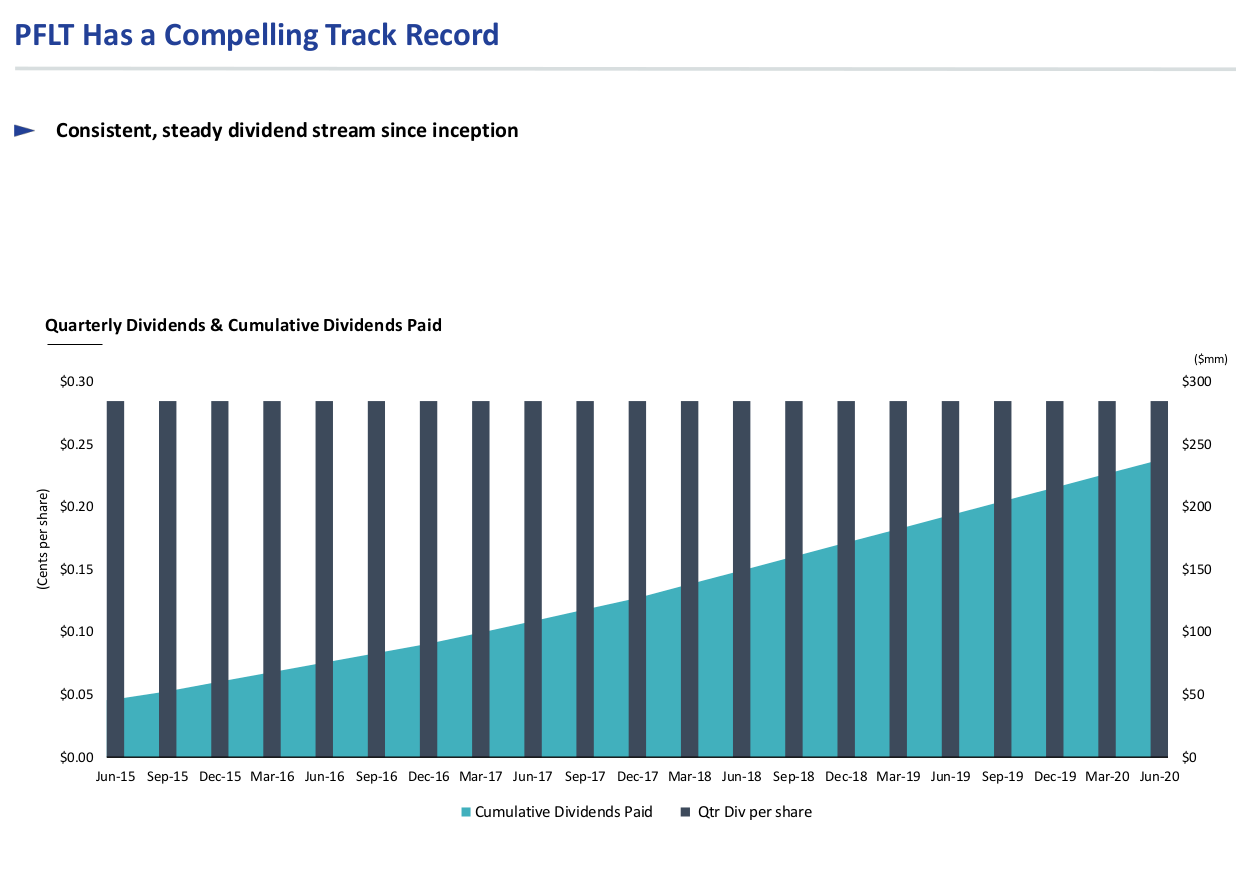 PFLT Has a Compelling Track Record
Consistent, steady dividend stream since inception
Quarterly Dividends & Cumulative Dividends Paid
($mm)
$0.30
$0.25
$0.20
$0.15
$0.10
$0.05
$0.00
(Cents per share)
$300
$250
$200
$150
$100
$50
$0
Jun-15 Sep-15 Dec-15 Mar-16 Jun-16 Sep-16 Dec-16 Mar-17 Jun-17 Sep-17 Dec-17 Mar-18 Jun-18 Sep-18 Dec-18 Mar-19 Jun-19 Sep-19 Dec-19 Mar-20 Jun-20
Cumulative Dividends Paid Qtr Div per share